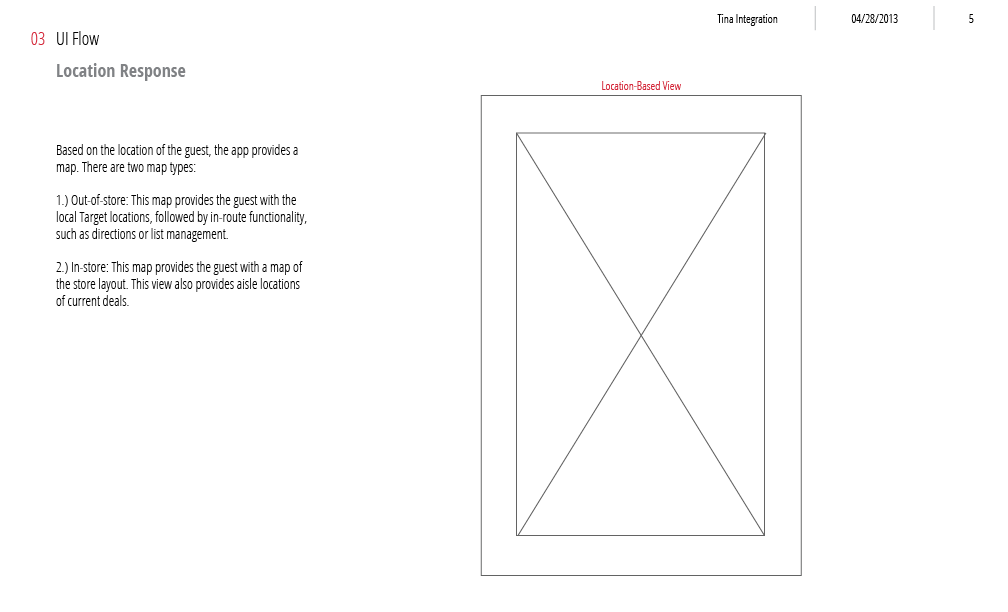 Tina Integration
04/28/2013
5
03 UI Flow
Location Response
Location-Based View
Based on the location of the guest, the app provides a
map. There are two map types:
1.) Out-of-store: This map provides the guest with the
local Target locations, followed by in-route functionality,
such as directions or list management.
2.) In-store: This map provides the guest with a map of
the store layout. This view also provides aisle locations
of current deals.